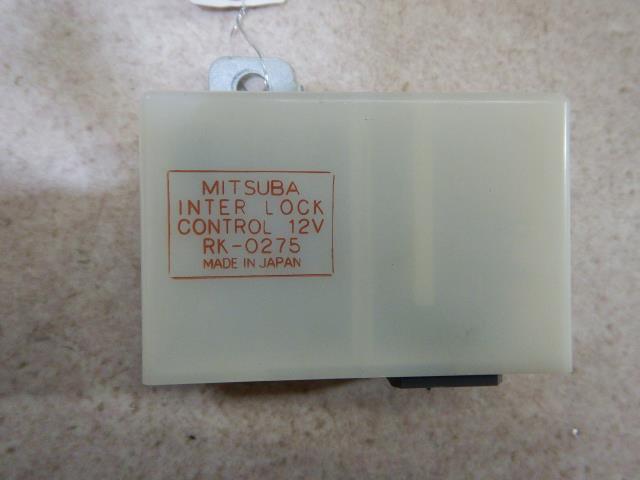 MITSUBA
INTER LOCK
CONTROL 12V
RK-0275
MADE IN JAPAN